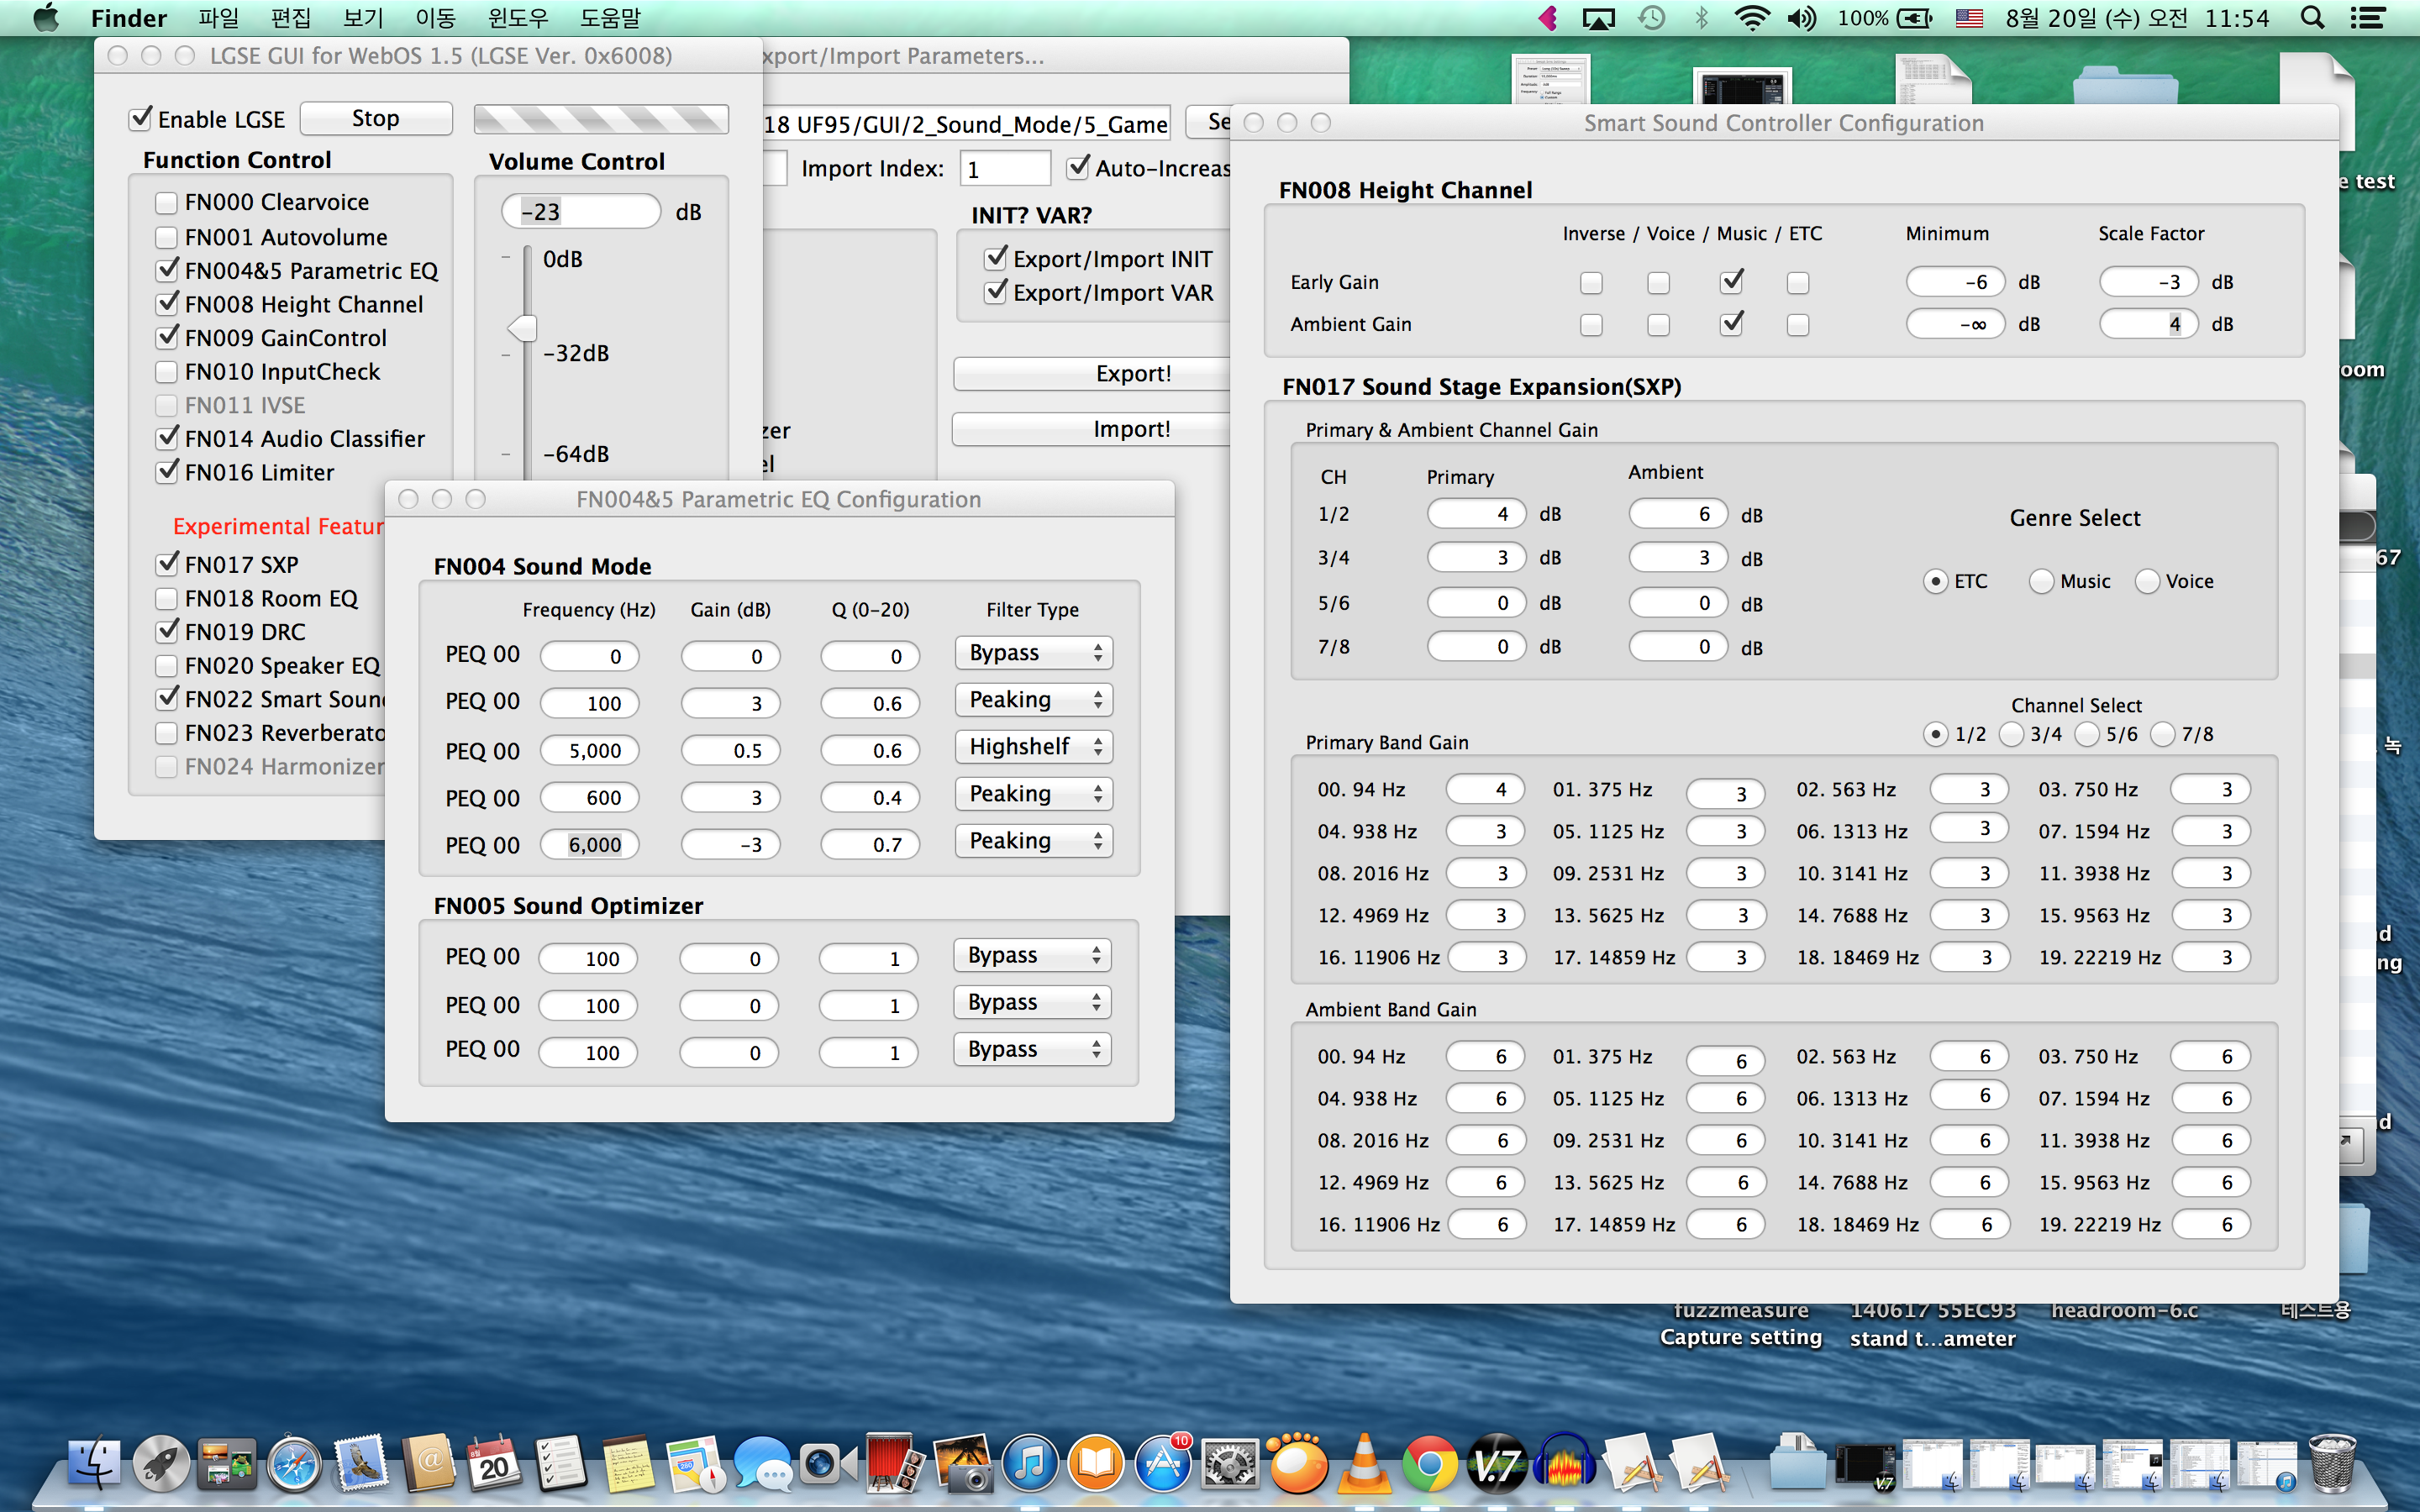 Finder 파일 편집 보기 이동 윈도우 도움말 100% 8월 20일 (수) 오전 11:54
LGSE GUI for WebOS 1.5 (LGSE Ver. 0x6008)
Enable LGSE Stop
Function Control
FN000 Clearvoice
FN001 Autovolume
FN004&5 Parametric EQ
FN008 Height Channel
FN009 GainControl
FN010 InputCheck
FN011 IVSE
FN014 Audio Classifier
FN016 Limiter
Experimental Featur
FN017 SXP
FN018 Room EQ
FN019 DRC
FN020 Speaker EQ
FN022 Smart Soun
FN023 Reverberato
FN024 Harmonizer
Volume Control
-23 dB
0dB
-32dB
-64dB
xport/Import Parameters...
18 UF95/GUI/2_Sound_Mode/5_Game Se
Import Index: 1 Auto-Increas
INIT? VAR?
Export/Import INIT
Export/Import VAR
Export!
Import!
zer
el
FN004&5 Parametric EQ Configuration
FN004 Sound Mode
Frequency (Hz) Gain (dB) Q (0-20) Filter Type
PEQ 00 0 0 0 Bypass
PEQ 00 100 3 0.6 Peaking
PEQ 00 5,000 0.5 0.6 Highshelf
PEQ 00 600 3 0.4 Peaking
PEQ 00 6,000 -3 0.7 Peaking
FN005 Sound Optimizer
PEQ 00 100 0 1 Bypass
PEQ 00 100 0 1 Bypass
PEQ 00 100 0 1 Bypass
Smart Sound Controller Configuration
FN008 Height Channel
Inverse / Voice / Music / ETC Minimum Scale Factor
Early Gain -6 dB -3 dB
Ambient Gain -∞ dB 4 dB
FN017 Sound Stage Expansion(SXP)
Primary & Ambient Channel Gain
CH Primary Ambient
1/2 4 dB 6 dB
3/4 3 dB 3 dB
5/6 0 dB 0 dB
7/8 0 dB 0 dB
Genre Select
ETC Music Voice
Channel Select
1/2 3/4 5/6 7/8
Primary Band Gain
00. 94 Hz 4 01. 375 Hz 3 02. 563 Hz 3 03. 750 Hz 3
04. 938 Hz 3 05. 1125 Hz 3 06. 1313 Hz 3 07. 1594 Hz 3
08. 2016 Hz 3 09. 2531 Hz 3 10. 3141 Hz 3 11. 3938 Hz 3
12. 4969 Hz 3 13. 5625 Hz 3 14. 7688 Hz 3 15. 9563 Hz 3
16. 11906 Hz 3 17. 14859 Hz 3 18. 18469 Hz 3 19. 22219 Hz 3
Ambient Band Gain
00. 94 Hz 6 01. 375 Hz 6 02. 563 Hz 6 03. 750 Hz 6
04. 938 Hz 6 05. 1125 Hz 6 06. 1313 Hz 6 07. 1594 Hz 6
08. 2016 Hz 6 09. 2531 Hz 6 10. 3141 Hz 6 11. 3938 Hz 6
12. 4969 Hz 6 13. 5625 Hz 6 14. 7688 Hz 6 15. 9563 Hz 6
16. 11906 Hz 6 17. 14859 Hz 6 18. 18469 Hz 6 19. 22219 Hz 6
e test
oom
67
녹
d
ng
d
fuzzmeasure 140617 55EC93 headroom-6.c 테스트용
Capture setting stand t...ameter
20
10
V.7